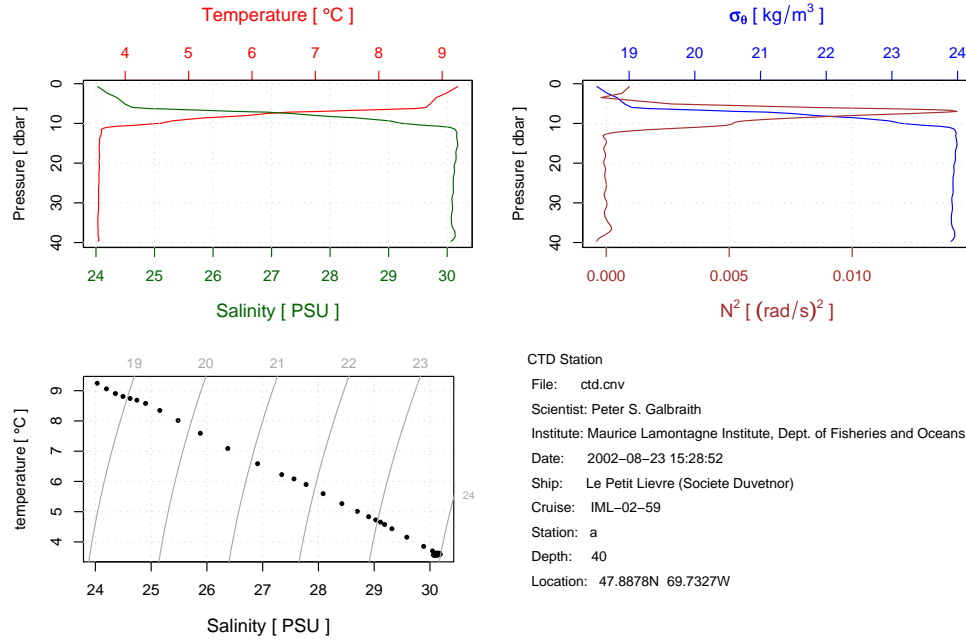 Temperature [ °C ]
4 5 6 7 8 9
Pressure [ dbar ]
0 10 20 30 40
24 25 26 27 28 29 30
Salinity [ PSU ]
σθ [ kg/m³ ]
19 20 21 22 23 24
Pressure [ dbar ]
0 10 20 30 40
0.000 0.005 0.010
N² [ (rad/s)² ]
19 20 21 22 23
24
temperature [ °C ]
9 8 7 6 5 4
24 25 26 27 28 29 30
Salinity [ PSU ]
CTD Station
File: ctd.cnv
Scientist: Peter S. Galbraith
Institute: Maurice Lamontagne Institute, Dept. of Fisheries and Oceans
Date: 2002−08−23 15:28:52
Ship: Le Petit Lievre (Societe Duvetnor)
Cruise: IML−02−59
Station: a
Depth: 40
Location: 47.8878N 69.7327W